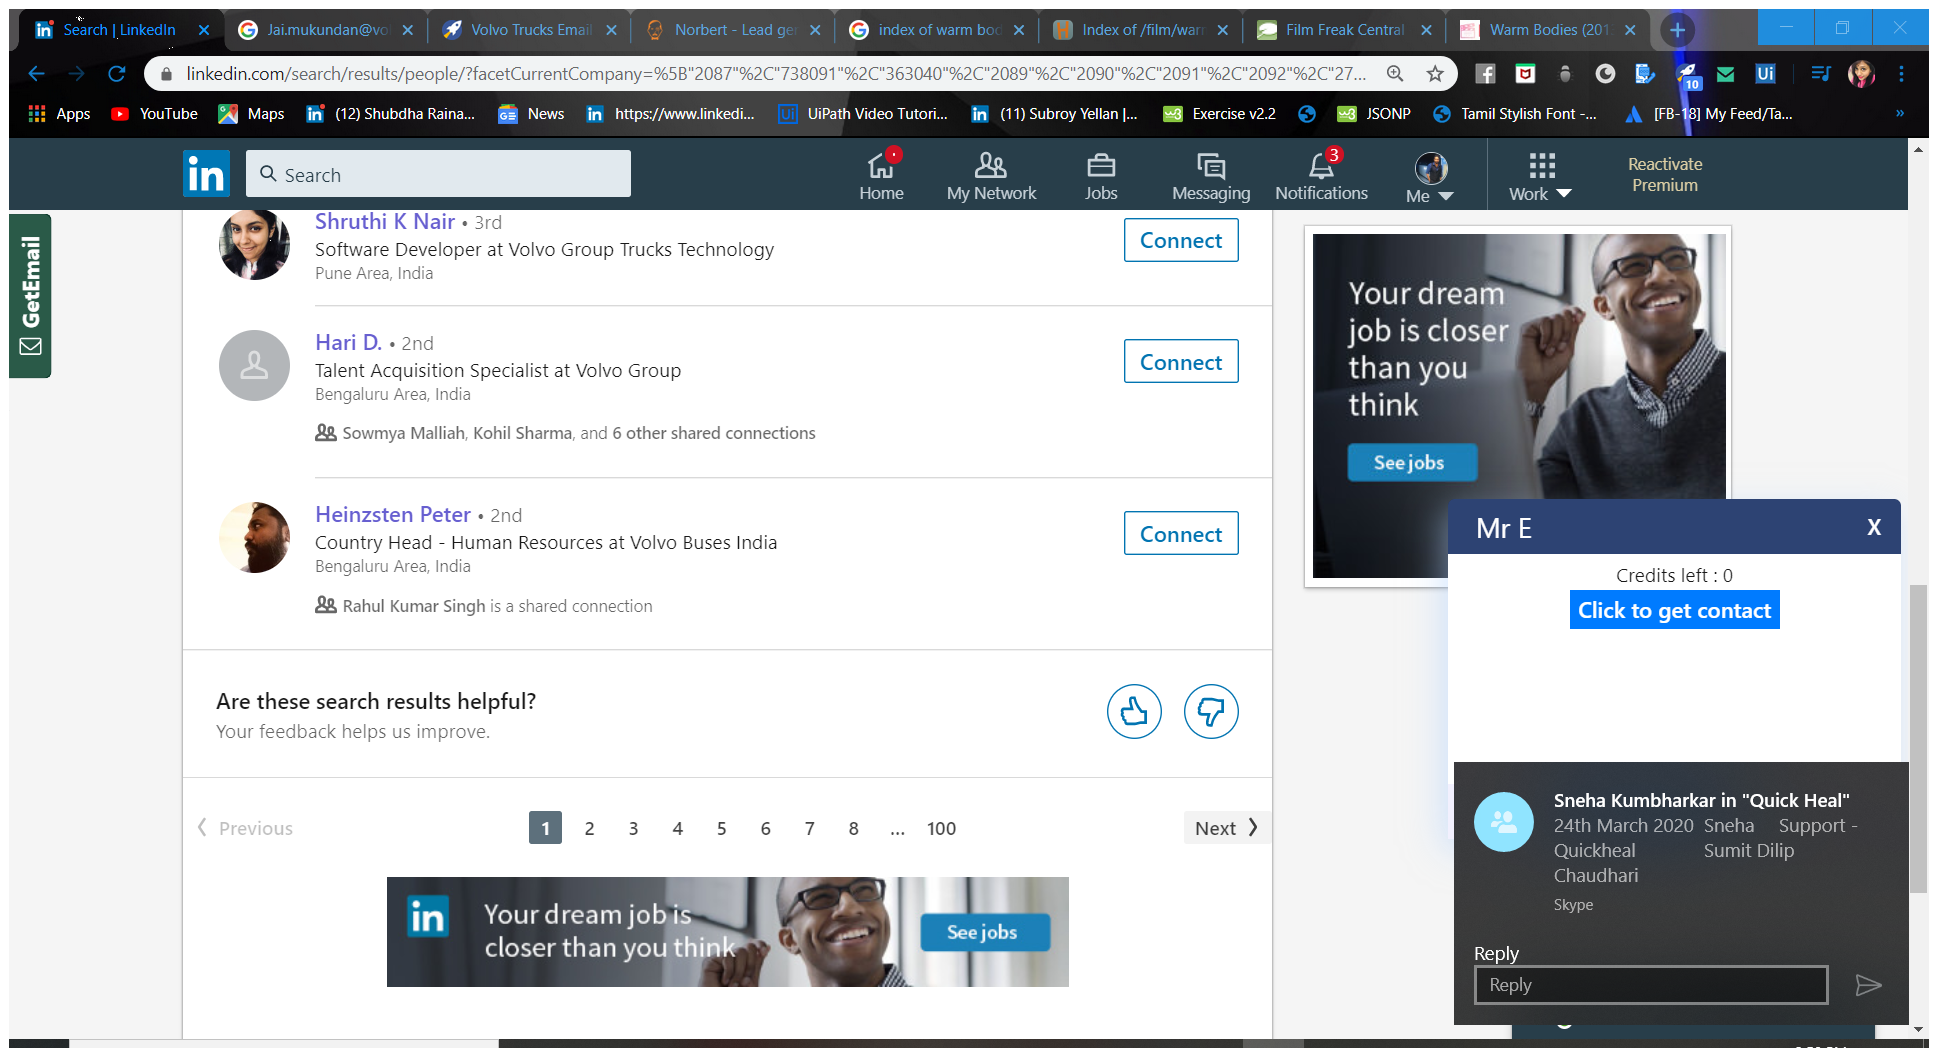 Search | LinkedIn
Jai.mukundan@vo
Volvo Trucks Email
Norbert - Lead ger
index of warm bod
Index of /film/warm
Film Freak Central
Warm Bodies (201
linkedin.com/search/results/people/?facetCurrentCompany=%5B"2087"%2C"738091"%2C"363040"%2C"2089"%2C"2090"%2C"2091"%2C"2092"%2C"27...
10
Ui
Apps
YouTube
Maps
(12) Shubdha Raina...
News
https://www.linkedi...
UiPath Video Tutori...
(11) Subroy Yellan |...
Exercise v2.2
JSONP
Tamil Stylish Font -...
[FB-18] My Feed/Ta...
»
in
Search
Home
My Network
Jobs
Messaging
3
Notifications
Me
Work
Reactivate
Premium
GetEmail
Shruthi K Nair • 3rd
Software Developer at Volvo Group Trucks Technology
Pune Area, India
Connect
Hari D. • 2nd
Talent Acquisition Specialist at Volvo Group
Bengaluru Area, India
Sowmya Malliah, Kohil Sharma, and 6 other shared connections
Connect
Heinzsten Peter • 2nd
Country Head - Human Resources at Volvo Buses India
Bengaluru Area, India
Rahul Kumar Singh is a shared connection
Connect
Are these search results helpful?
Your feedback helps us improve.
Previous
1 2 3 4 5 6 7 8 ... 100
Next
in
Your dream job is
closer than you think
See jobs
Your dream
job is closer
than you
think
See jobs
Mr E
X
Credits left : 0
Click to get contact
Sneha Kumbharkar in "Quick Heal"
24th March 2020 Sneha Support -
Quickheal Sumit Dilip
Chaudhari
Skype
Reply
Reply